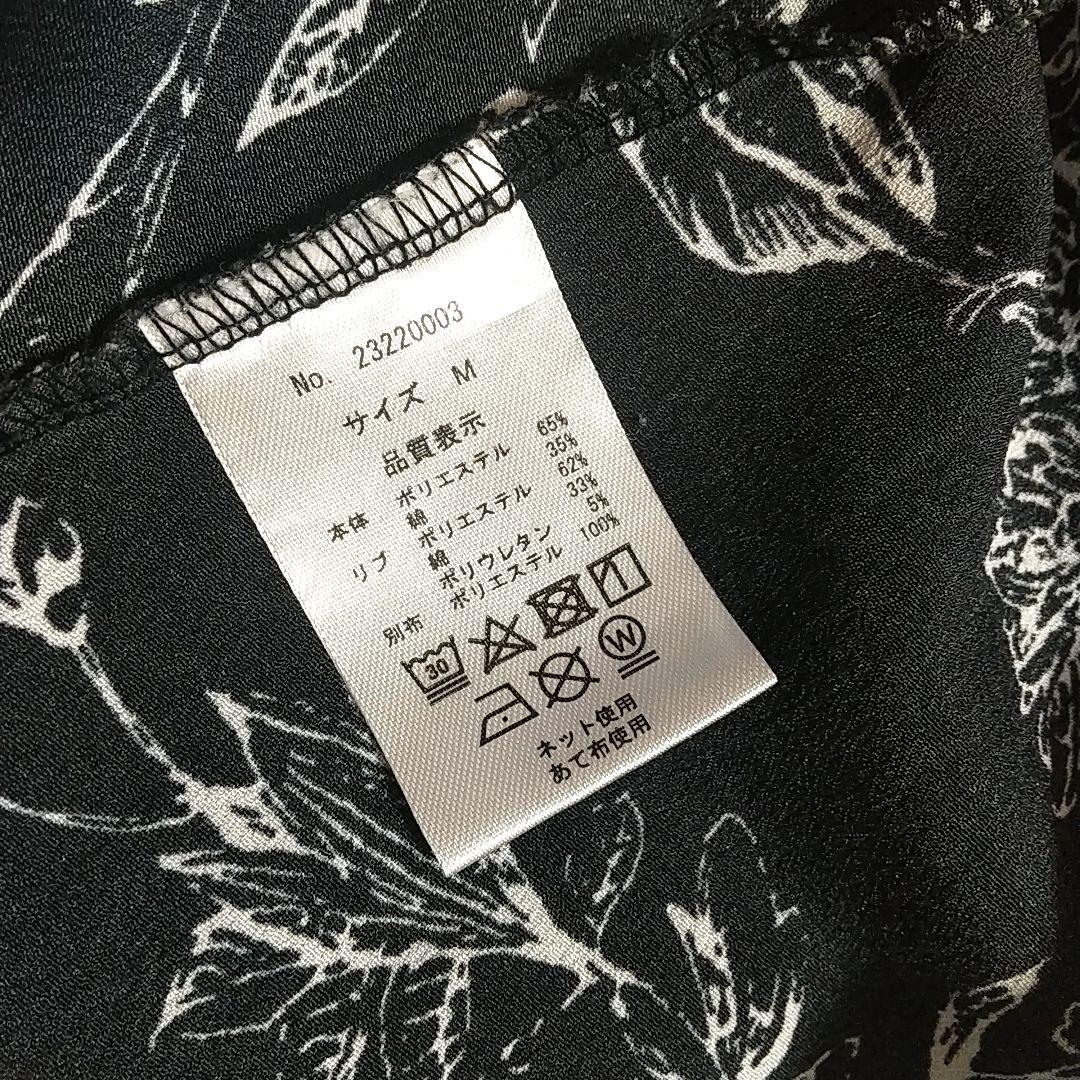 No. 23220003
サイズ M
品質表示
本体 ポリエステル 65%
綿 35%
リブ ポリエステル 62%
綿 33%
ポリウレタン 5%
別布 ポリエステル 100%
30
W
ネット使用
あて布使用